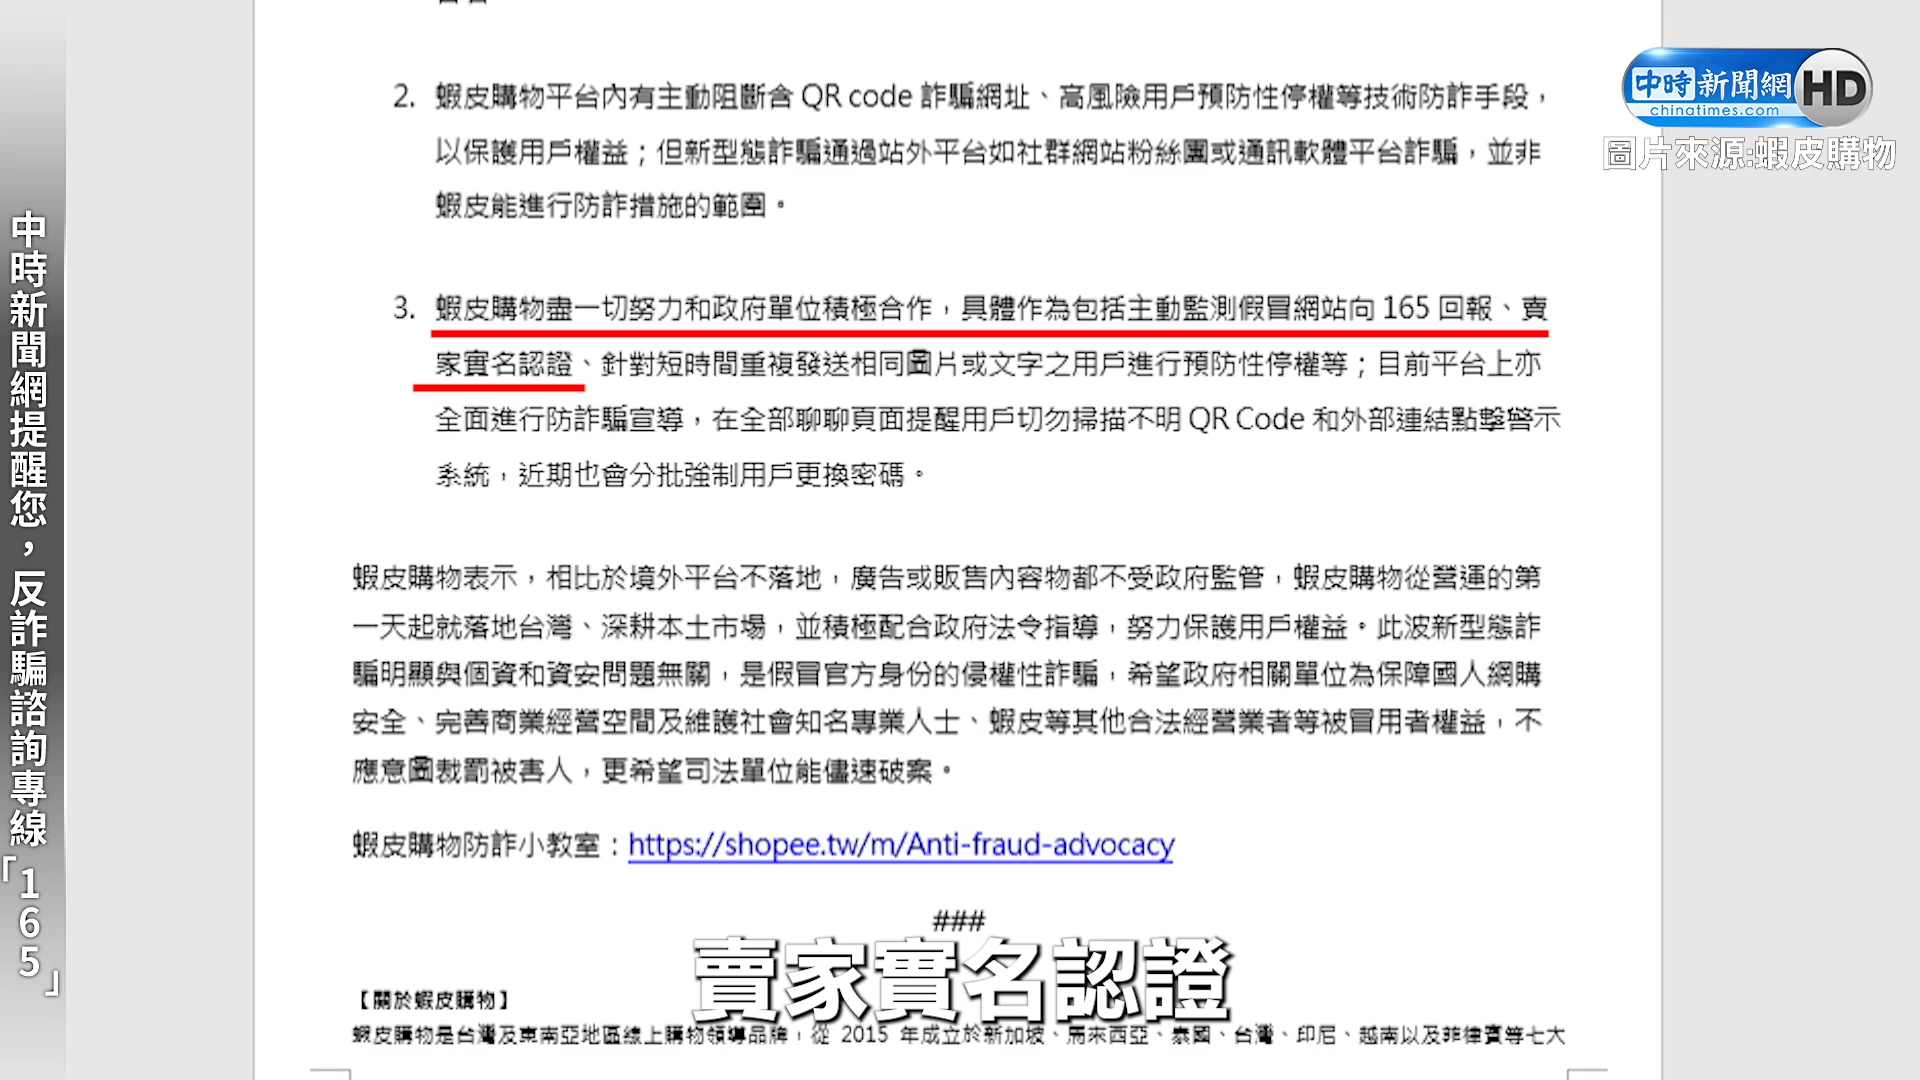 2. 蝦皮購物平台內有主動阻斷含 QR code 詐騙網址、高風險用戶預防性停權等技術防詐手段，
以保護用戶權益；但新型態詐騙通過站外平台如社群網站粉絲團或通訊軟體平台詐騙，並非
蝦皮能進行防詐措施的範圍。
3. 蝦皮購物盡一切努力和政府單位積極合作，具體作為包括主動監測假冒網站向 165 回報、賣
家實名認證、針對短時間重複發送相同圖片或文字之用戶進行預防性停權等；目前平台上亦
全面進行防詐騙宣導，在全部聊聊頁面提醒用戶切勿掃描不明 QR Code 和外部連結點擊警示
系統，近期也會分批強制用戶更換密碼。
蝦皮購物表示，相比於境外平台不落地，廣告或販售內容物都不受政府監管，蝦皮購物從營運的第
一天起就落地台灣、深耕本土市場，並積極配合政府法令指導，努力保護用戶權益。此波新型態詐
騙明顯與個資和資安問題無關，是假冒官方身份的侵權性詐騙，希望政府相關單位為保障國人網購
安全、完善商業經營空間及維護社會知名專業人士、蝦皮等其他合法經營業者等被冒用者權益，不
應意圖裁罰被害人，更希望司法單位能儘速破案。
蝦皮購物防詐小教室：https://shopee.tw/m/Anti-fraud-advocacy
###
【關於蝦皮購物】
蝦皮購物是台灣及東南亞地區線上購物領導品牌，從 2015 年成立於新加坡、馬來西亞、泰國、台灣、印尼、越南以及菲律賓等七大
賣家實名認證
中時新聞網 HD
chinatimes.com
圖片來源:蝦皮購物
中時新聞網提醒您，反詐騙諮詢專線「165」